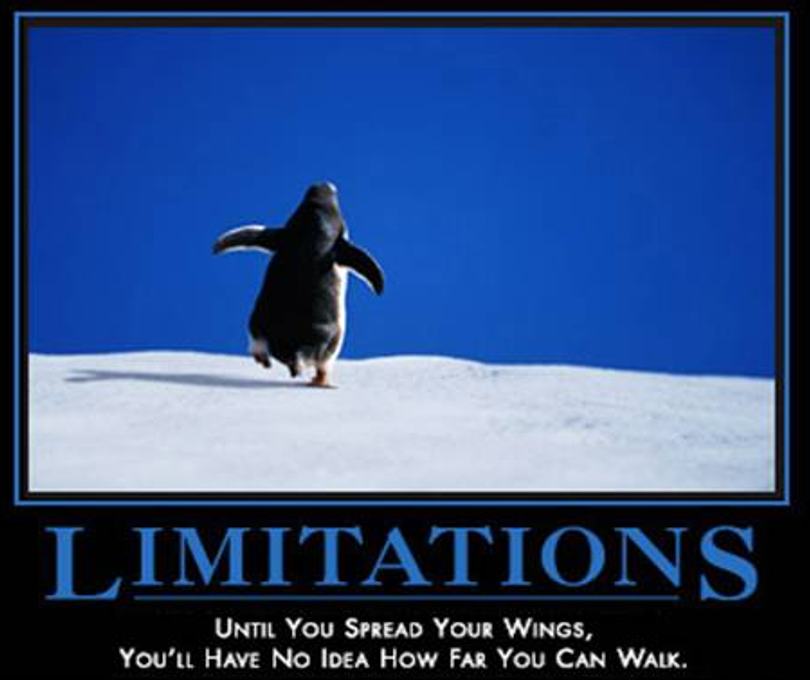 LIMITATIONS
UNTIL YOU SPREAD YOUR WINGS,
YOU'LL HAVE NO IDEA HOW FAR YOU CAN WALK.